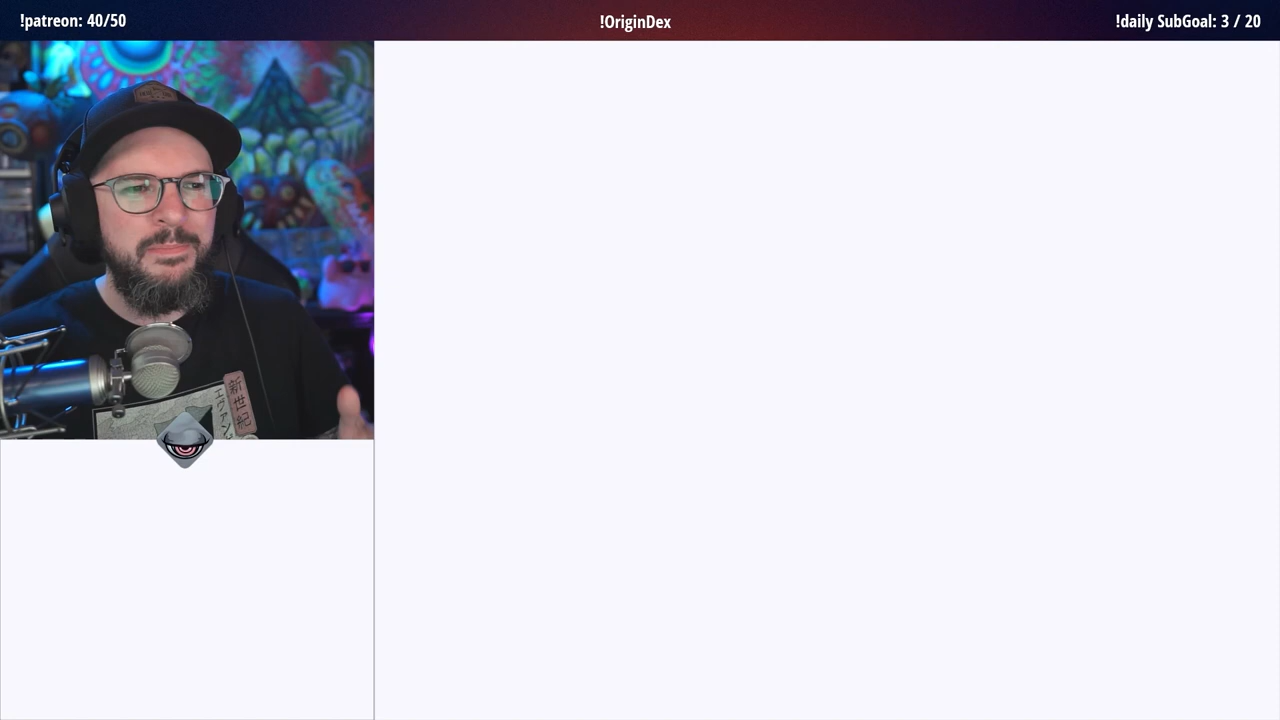 !patreon: 40/50
!OriginDex
!daily SubGoal: 3 / 20
新世紀